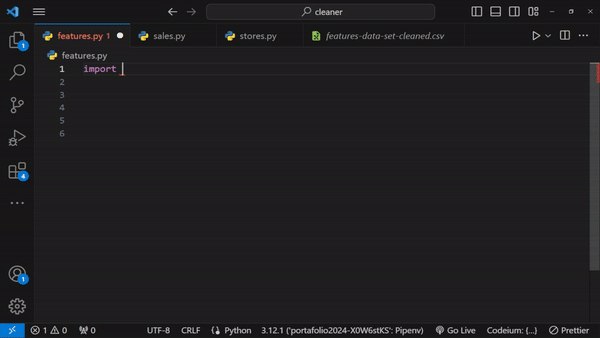 cleaner
features.py 1
sales.py
stores.py
features-data-set-cleaned.csv
features.py
1 import
2
3
4
5
6
1
4
1
1 0 0 UTF-8 CRLF Python 3.12.1 ('portafolio2024-X0W6stKS': Pipenv) Go Live Codeium: {...} Prettier